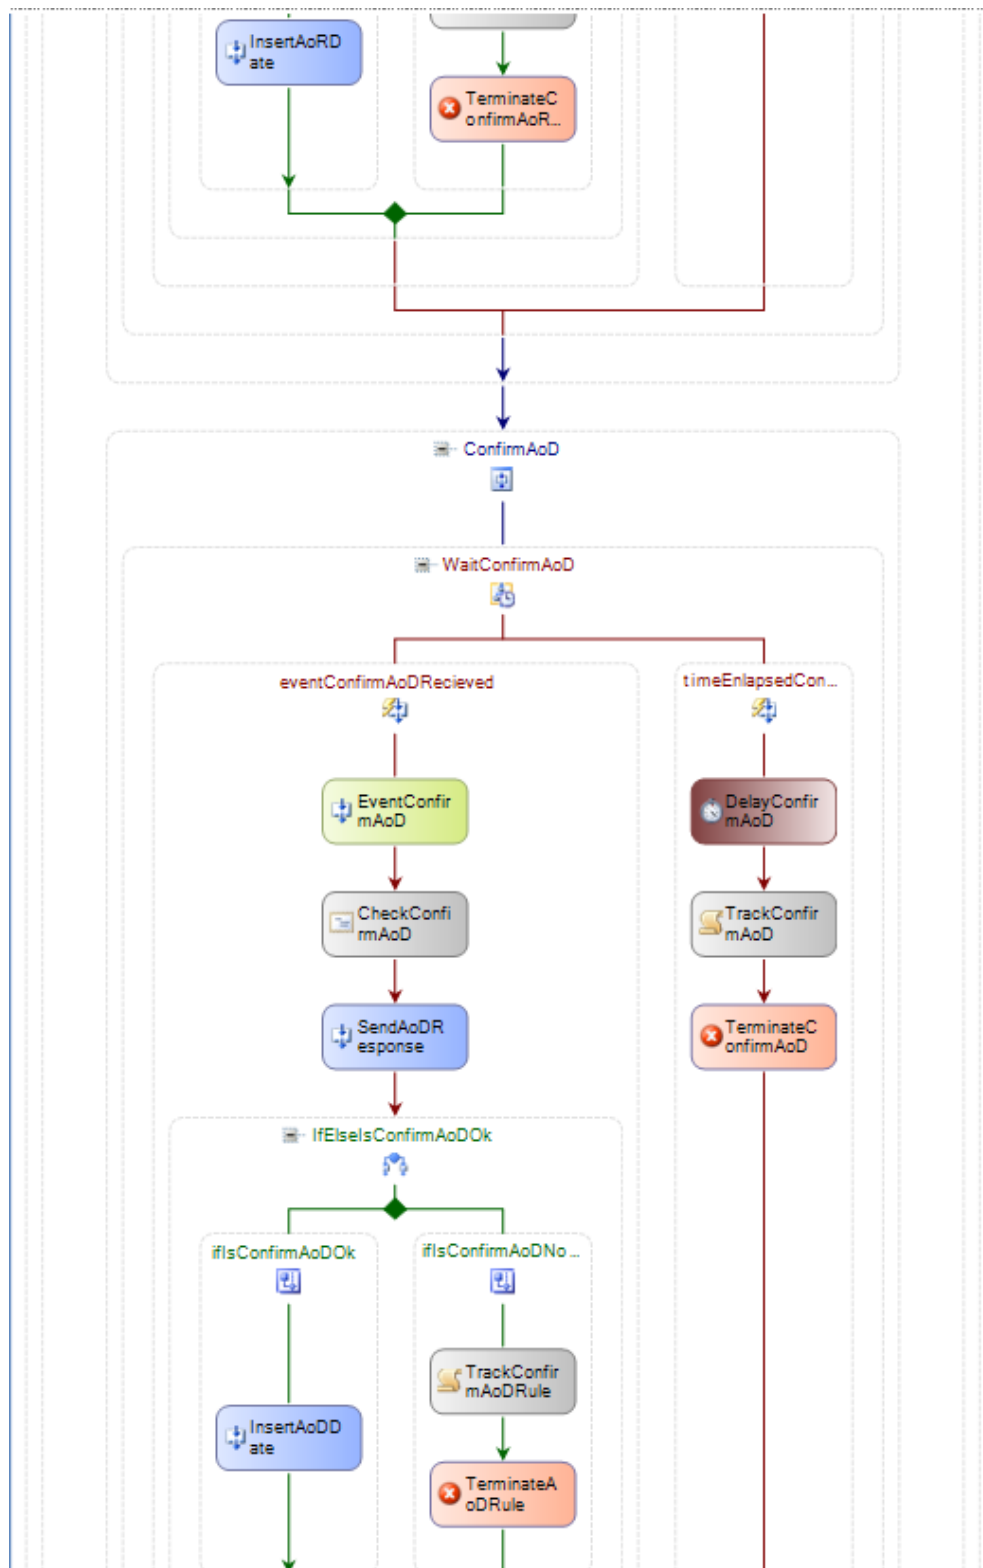 InsertAoRD
ate
TerminateC
onfirmAoR...
ConfirmAoD
WaitConfirmAoD
eventConfirmAoDRecieved
timeEnlapsedCon...
EventConfir
mAoD
DelayConfir
mAoD
CheckConfi
rmAoD
TrackConfir
mAoD
SendAoDR
esponse
TerminateC
onfirmAoD
IfElseIsConfirmAoDOk
ifIsConfirmAoDOk
ifIsConfirmAoDNo...
TrackConfir
mAoDRule
InsertAoDD
ate
TerminateA
oDRule